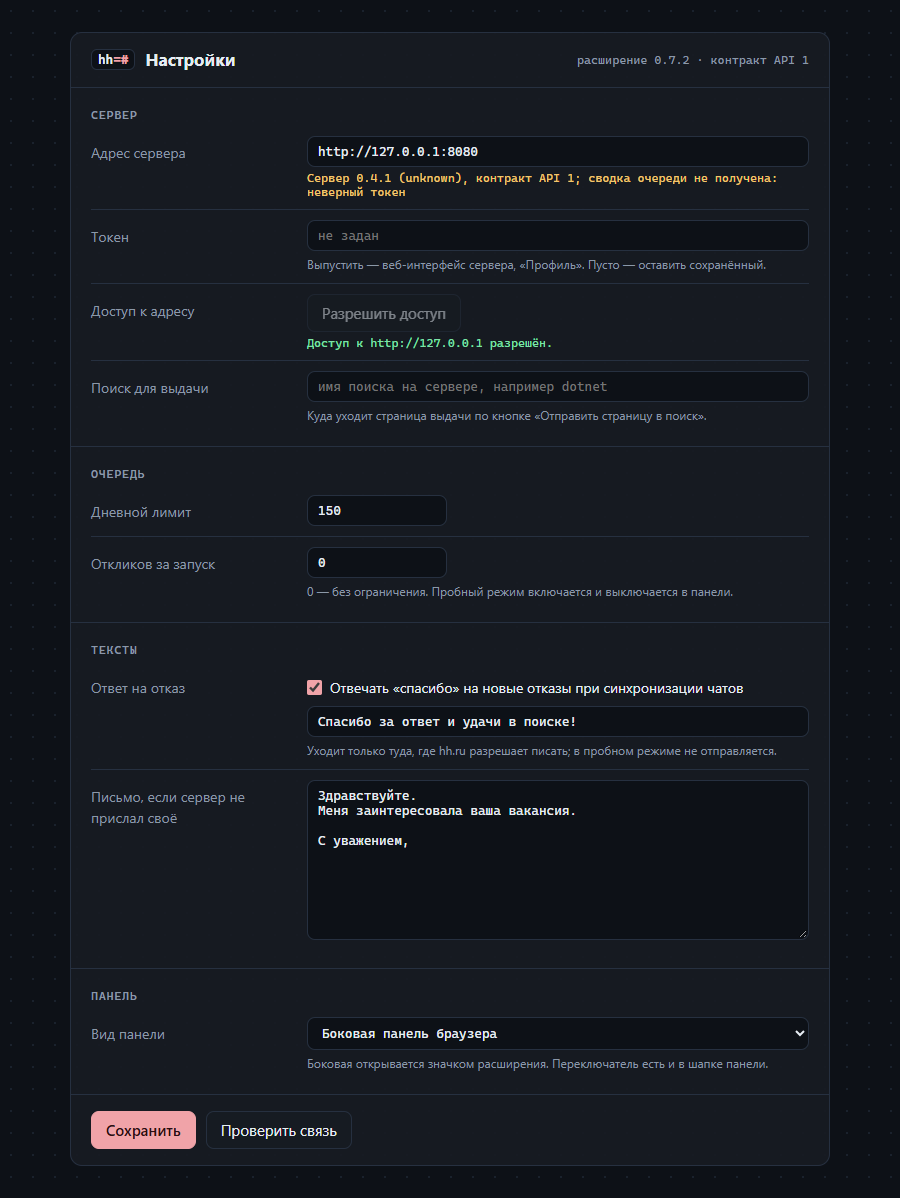 hh=# Настройки
расширение 0.7.2 · контракт API 1
СЕРВЕР
Адрес сервера
http://127.0.0.1:8080
Сервер 0.4.1 (unknown), контракт API 1; сводка очереди не получена:
неверный токен
Токен
не задан
Выпустить — веб-интерфейс сервера, «Профиль». Пусто — оставить сохранённый.
Доступ к адресу
Разрешить доступ
Доступ к http://127.0.0.1 разрешён.
Поиск для выдачи
имя поиска на сервере, например dotnet
Куда уходит страница выдачи по кнопке «Отправить страницу в поиск».
ОЧЕРЕДЬ
Дневной лимит
150
Откликов за запуск
0
0 — без ограничения. Пробный режим включается и выключается в панели.
ТЕКСТЫ
Ответ на отказ
Отвечать «спасибо» на новые отказы при синхронизации чатов
Спасибо за ответ и удачи в поиске!
Уходит только туда, где hh.ru разрешает писать; в пробном режиме не отправляется.
Письмо, если сервер не
прислал своё
Здравствуйте.
Меня заинтересовала ваша вакансия.
С уважением,
ПАНЕЛЬ
Вид панели
Боковая панель браузера
Боковая открывается значком расширения. Переключатель есть и в шапке панели.
Сохранить
Проверить связь